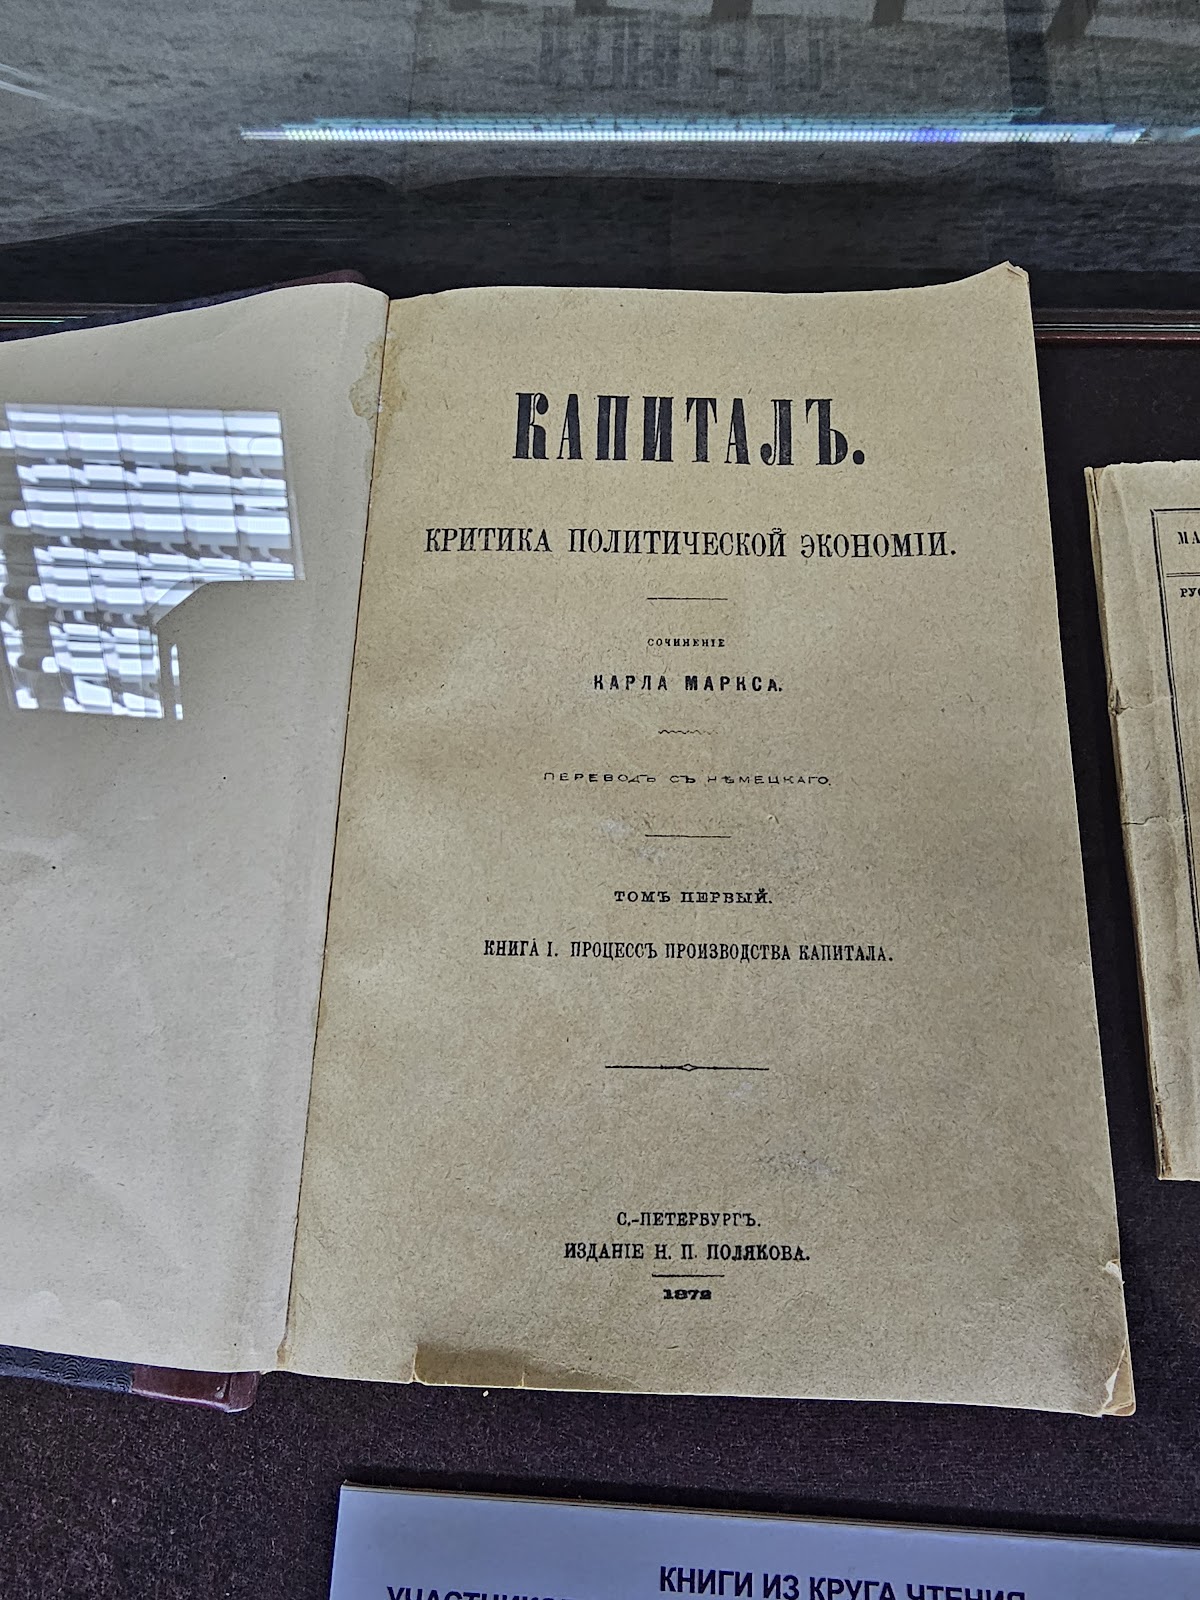 КАПИТАЛЪ.
КРИТИКА ПОЛИТИЧЕСКОЙ ЭКОНОМІИ.
СОЧИНЕНІЕ
КАРЛА МАРКСА.
ПЕРЕВОДЪ СЪ НѢМЕЦКАГО.
ТОМЪ ПЕРВЫЙ.
КНИГА I. ПРОЦЕССЪ ПРОИЗВОДСТВА КАПИТАЛА.
С.-ПЕТЕРБУРГЪ.
ИЗДАНІЕ Н. П. ПОЛЯКОВА.
1872
КНИГИ ИЗ КРУГА ЧТЕНИЯ